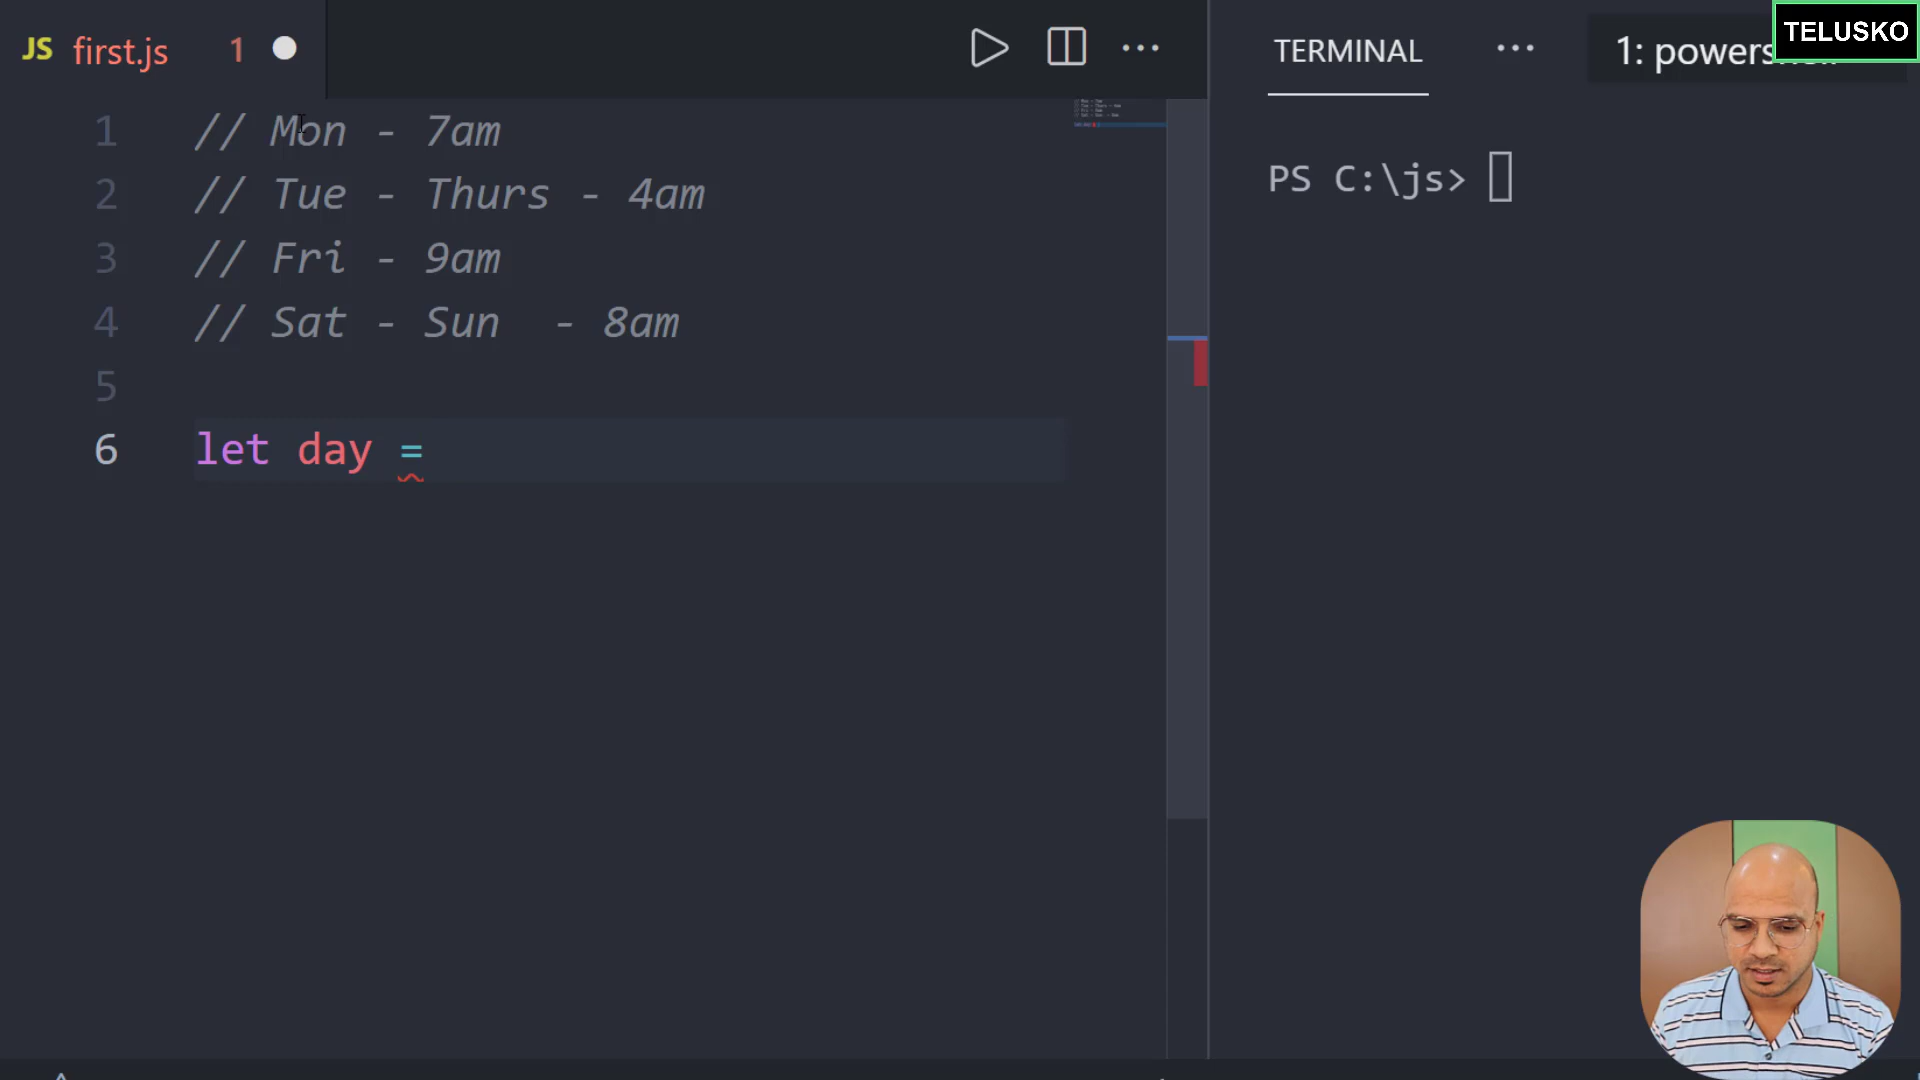 JS first.js 1
TERMINAL
TELUSKO
1: powers
1 // Mon - 7am
2 // Tue - Thurs - 4am
3 // Fri - 9am
4 // Sat - Sun  - 8am
5
6 let day =
PS C:\js>